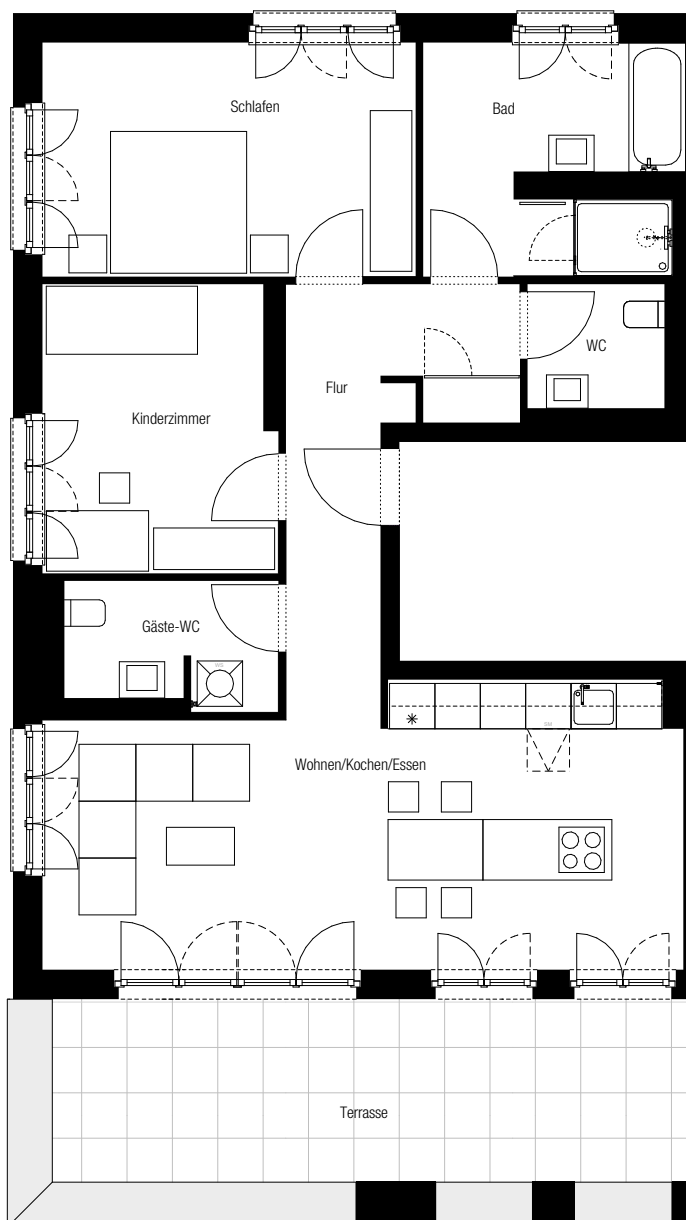 Schlafen
Bad
WC
Flur
Kinderzimmer
Gäste-WC
Wohnen/Kochen/Essen
Terrasse